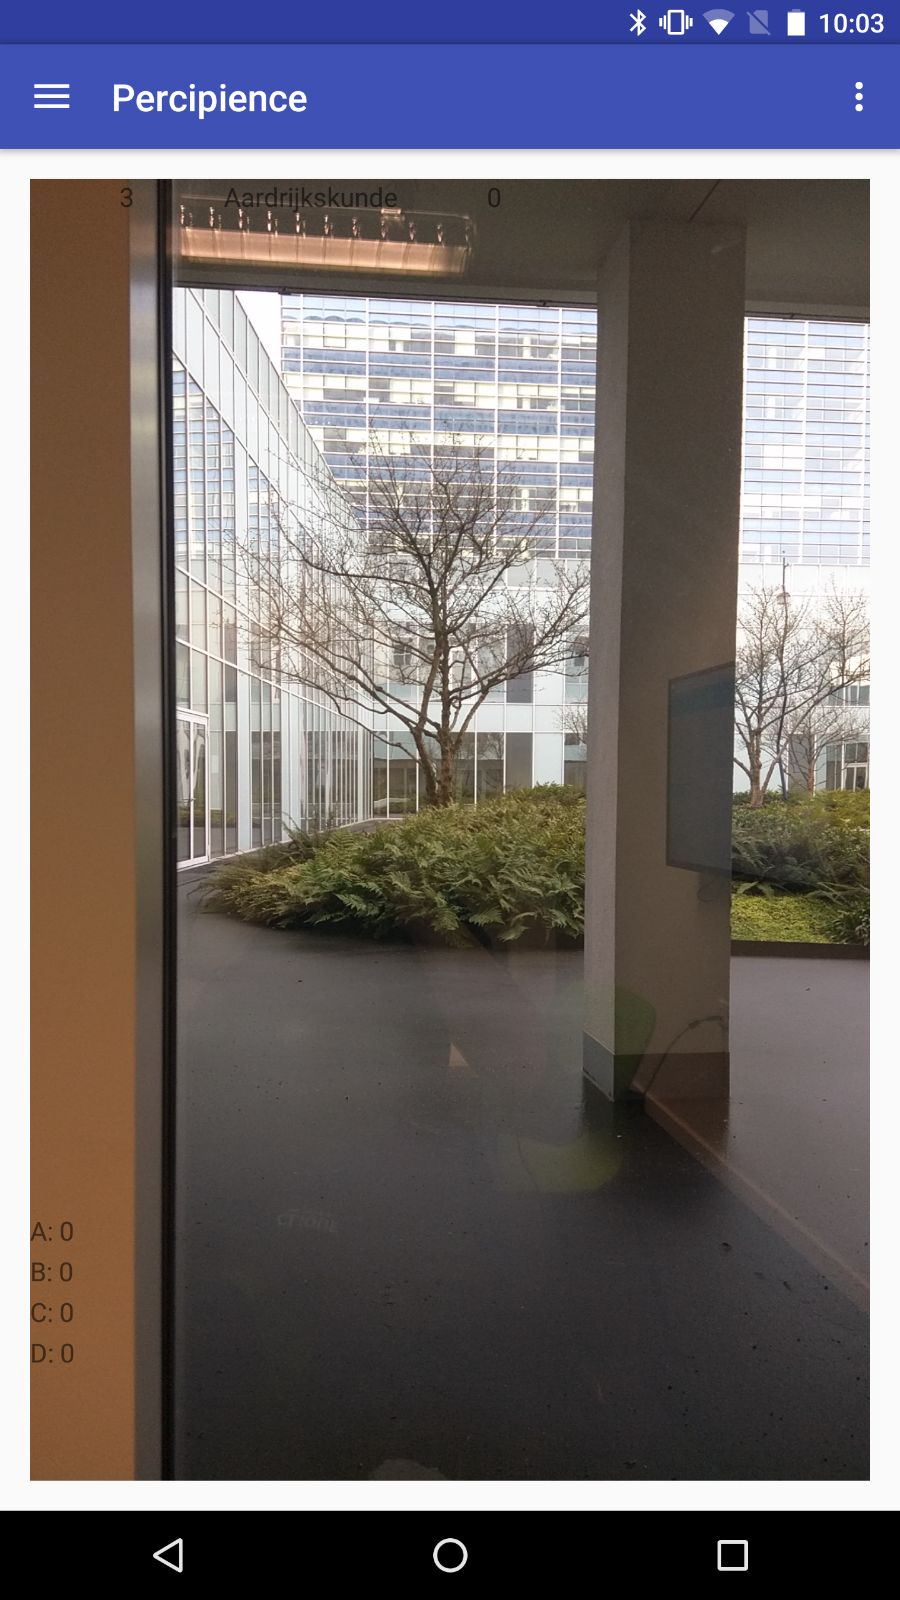 10:03
Percipience
3 Aardrijkskunde 0
A: 0
B: 0
C: 0
D: 0